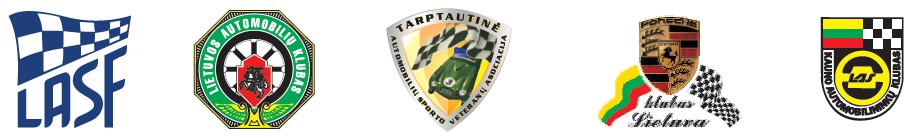 LASF
LIETUVOS AUTOMOBILIŲ KLUBAS
TARPTAUTINĖ
AUTOMOBILIŲ SPORTO VETERANŲ ASOCIACIJA
PORSCHE
klubas
Lietuva
LAS
KAUNO AUTOMOBILININKŲ KLUBAS